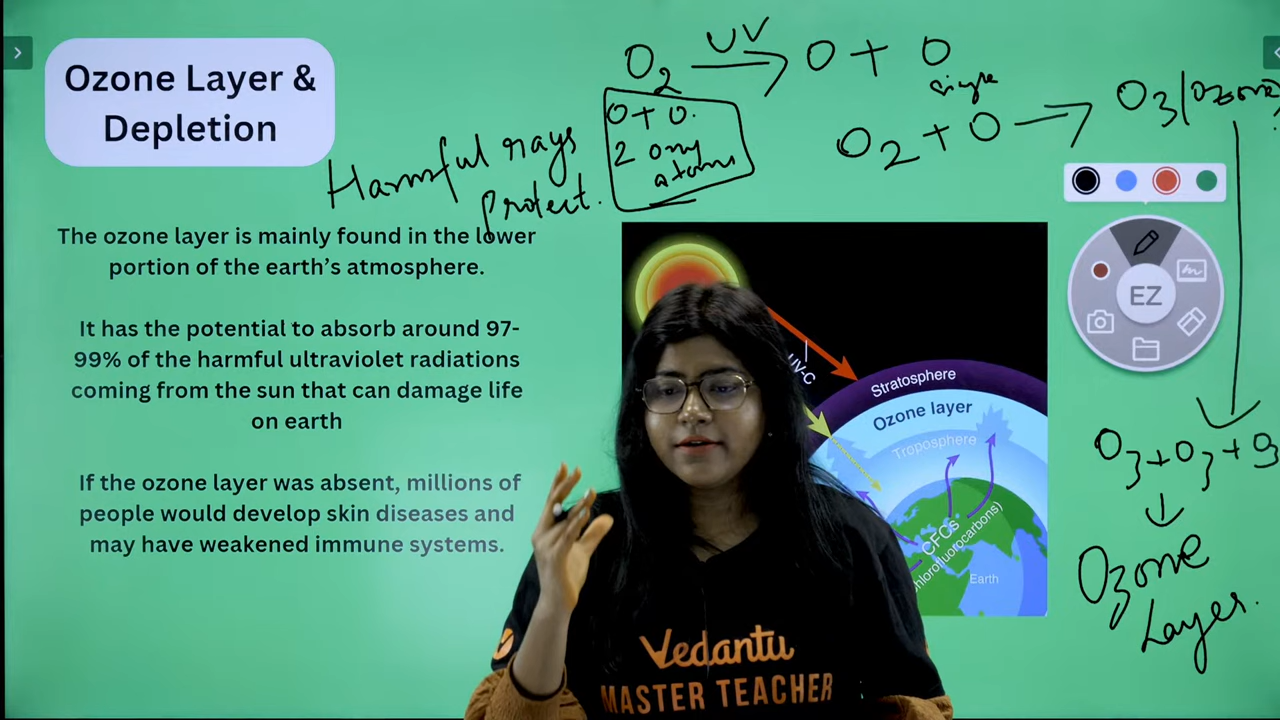 Ozone Layer &
Depletion
O2 UV → O + O
single
O + O.
2 oxy
atoms
O2 + O → O3/Ozone
Harmful rays
protect.
The ozone layer is mainly found in the lower
portion of the earth's atmosphere.
It has the potential to absorb around 97-
99% of the harmful ultraviolet radiations
coming from the sun that can damage life
on earth
If the ozone layer was absent, millions of
people would develop skin diseases and
may have weakened immune systems.
UV-C
Stratosphere
Ozone layer
Troposphere
CFCs
hlorofluorocarbons)
Earth
EZ
O3 + O3 +
↓
Ozone
Layer.
Vedantu
MASTER TEACHER